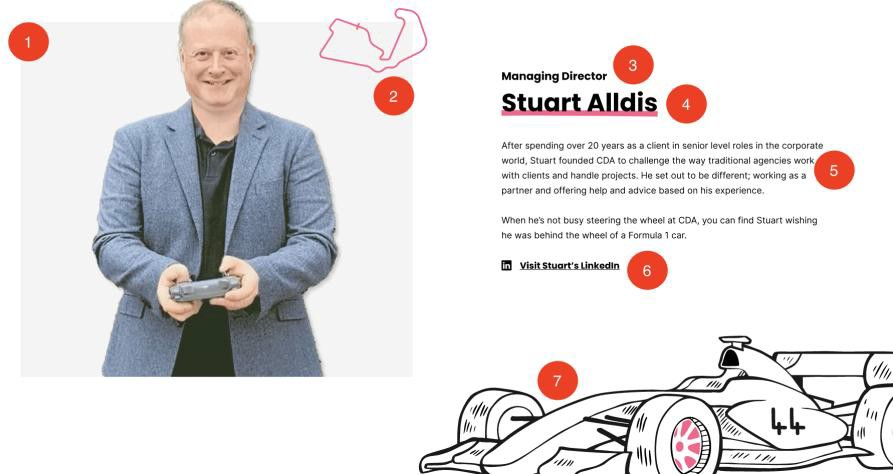 1
2
3
Managing Director
Stuart Alldis
4
After spending over 20 years as a client in senior level roles in the corporate
world, Stuart founded CDA to challenge the way traditional agencies work
with clients and handle projects. He set out to be different; working as a
partner and offering help and advice based on his experience.
5
When he's not busy steering the wheel at CDA, you can find Stuart wishing
he was behind the wheel of a Formula 1 car.
in Visit Stuart's LinkedIn
6
7
44